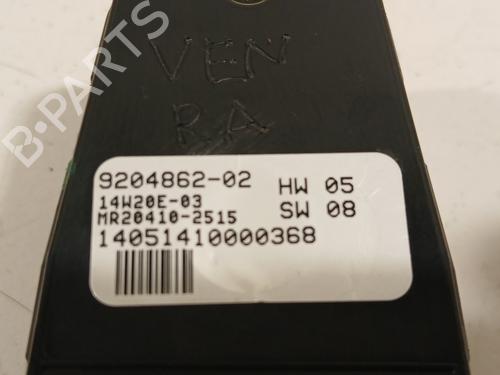 VEN
RA
B-PARTS
9204862-02 HW 05
14W20E-03 SW 08
MR20410-2515
14051410000368